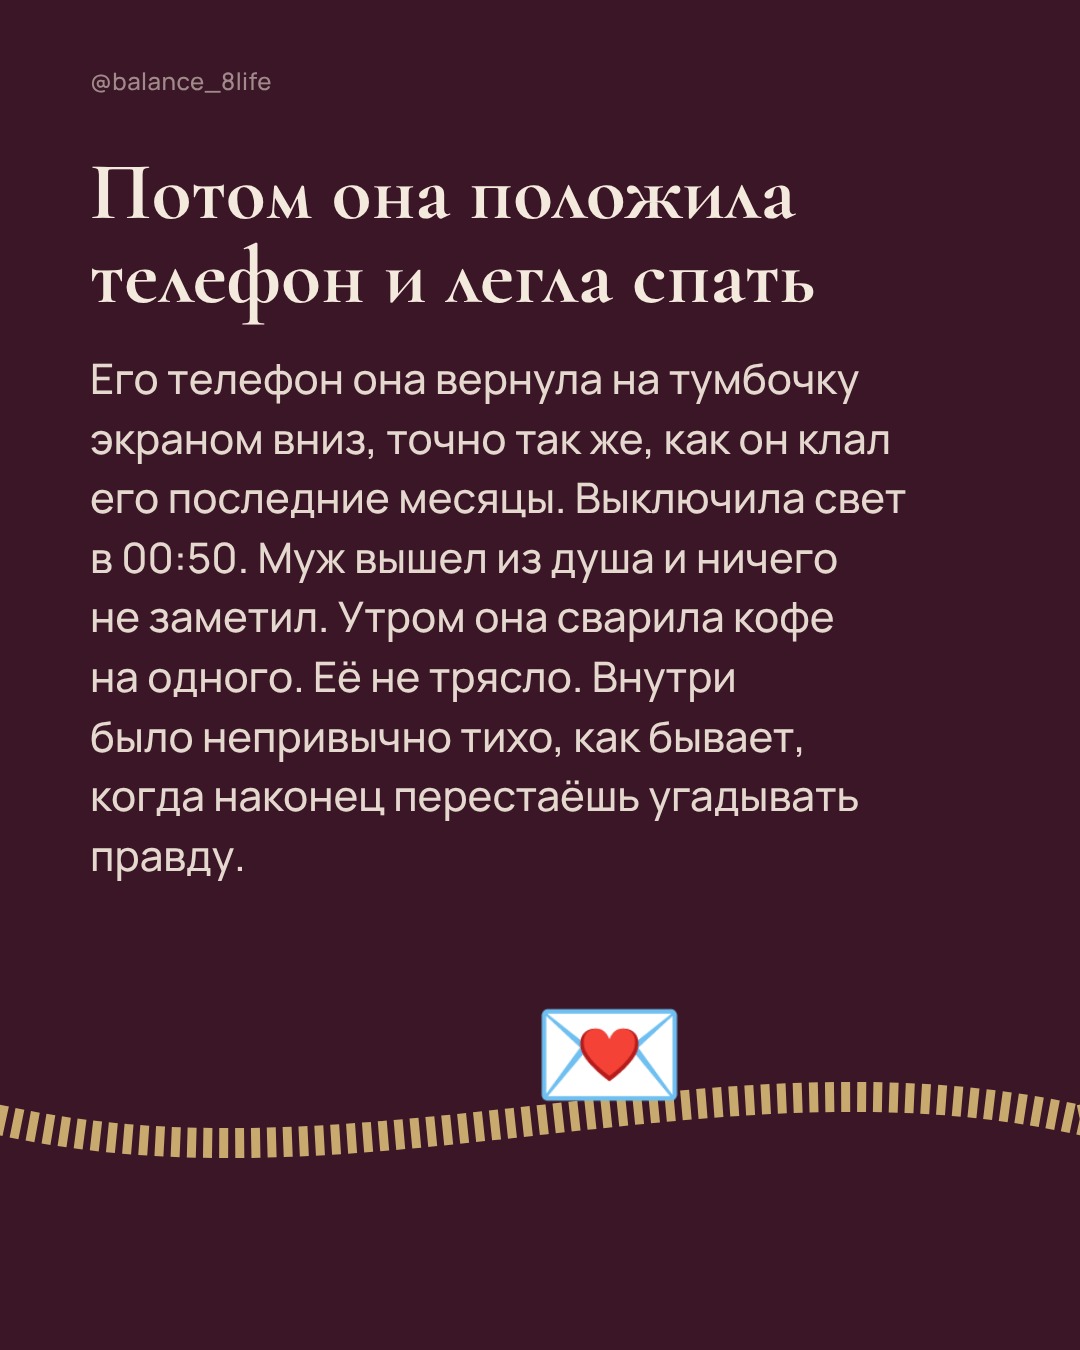 @balance_8life
Потом она положила
телефон и легла спать
Его телефон она вернула на тумбочку
экраном вниз, точно так же, как он клал
его последние месяцы. Выключила свет
в 00:50. Муж вышел из душа и ничего
не заметил. Утром она сварила кофе
на одного. Её не трясло. Внутри
было непривычно тихо, как бывает,
когда наконец перестаёшь угадывать
правду.